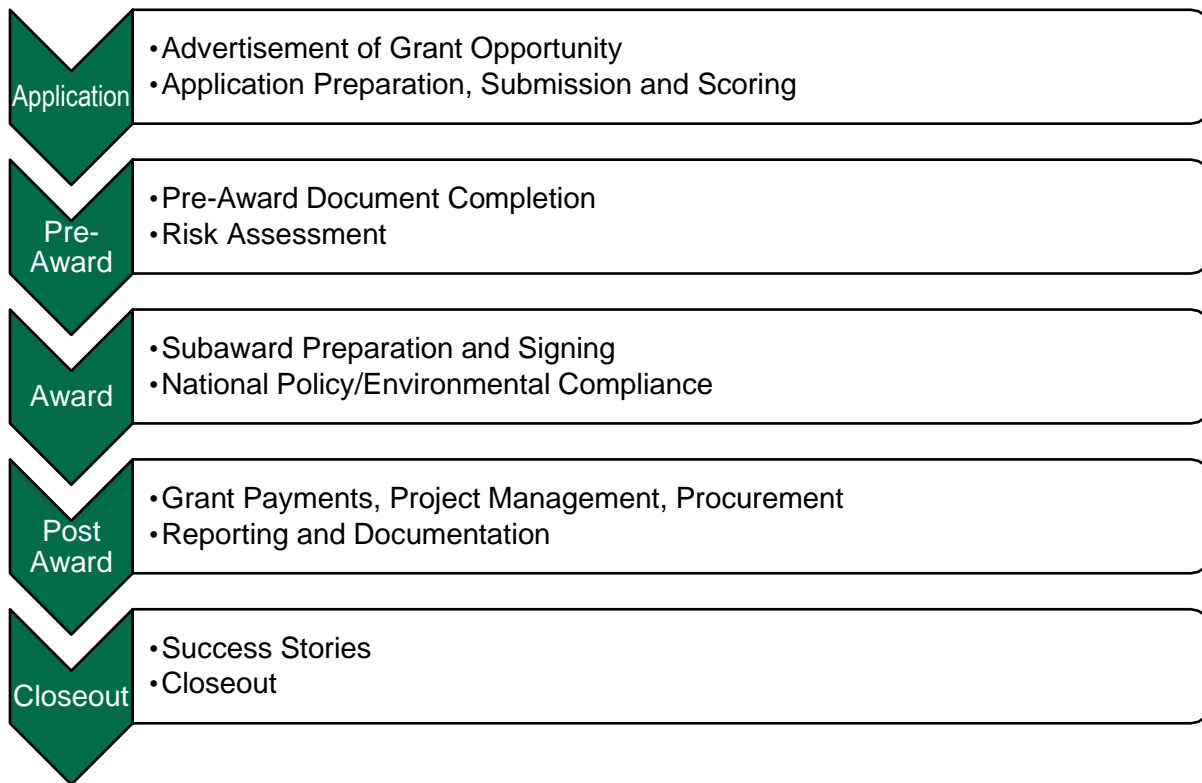 Application
•Advertisement of Grant Opportunity
•Application Preparation, Submission and Scoring
Pre-
Award
•Pre-Award Document Completion
•Risk Assessment
Award
•Subaward Preparation and Signing
•National Policy/Environmental Compliance
Post
Award
•Grant Payments, Project Management, Procurement
•Reporting and Documentation
Closeout
•Success Stories
•Closeout